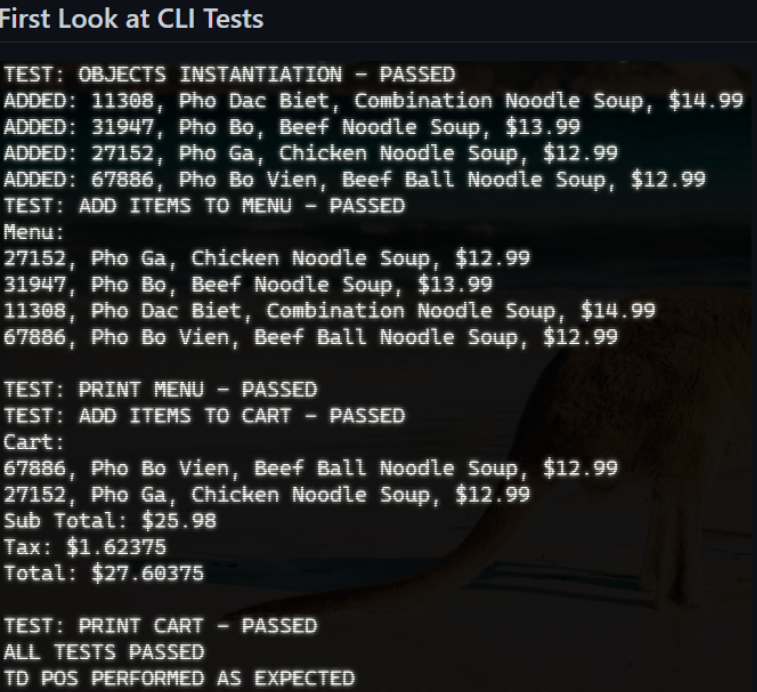 First Look at CLI Tests
TEST: OBJECTS INSTANTIATION - PASSED
ADDED: 11308, Pho Dac Biet, Combination Noodle Soup, $14.99
ADDED: 31947, Pho Bo, Beef Noodle Soup, $13.99
ADDED: 27152, Pho Ga, Chicken Noodle Soup, $12.99
ADDED: 67886, Pho Bo Vien, Beef Ball Noodle Soup, $12.99
TEST: ADD ITEMS TO MENU - PASSED
Menu:
27152, Pho Ga, Chicken Noodle Soup, $12.99
31947, Pho Bo, Beef Noodle Soup, $13.99
11308, Pho Dac Biet, Combination Noodle Soup, $14.99
67886, Pho Bo Vien, Beef Ball Noodle Soup, $12.99
TEST: PRINT MENU - PASSED
TEST: ADD ITEMS TO CART - PASSED
Cart:
67886, Pho Bo Vien, Beef Ball Noodle Soup, $12.99
27152, Pho Ga, Chicken Noodle Soup, $12.99
Sub Total: $25.98
Tax: $1.62375
Total: $27.60375
TEST: PRINT CART - PASSED
ALL TESTS PASSED
TD POS PERFORMED AS EXPECTED